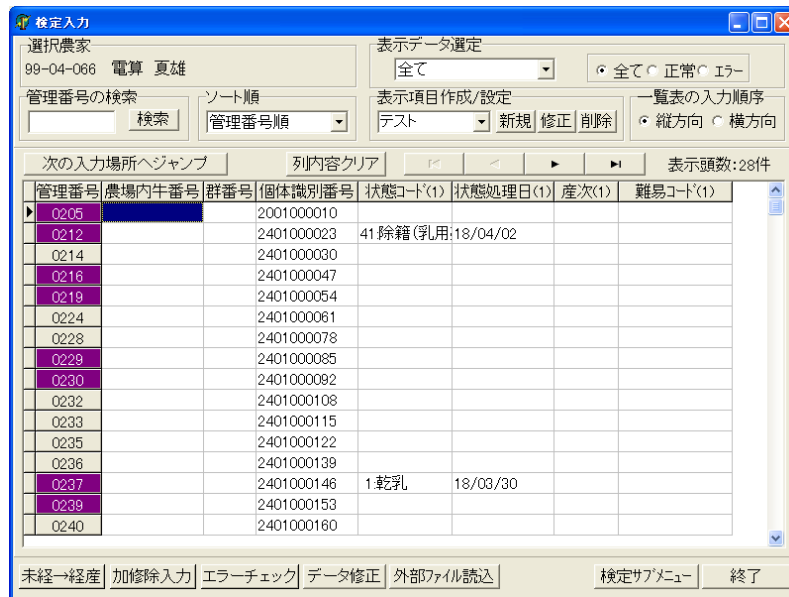 検定入力
選択農家
99-04-066 電算 夏雄
表示データ選定
全て
全て 正常 エラー
管理番号の検索
検索
ソート順
管理番号順
表示項目作成/設定
テスト 新規 修正 削除
一覧表の入力順序
縦方向 横方向
次の入力場所へジャンプ 列内容クリア 表示頭数:28件
管理番号 農場内牛番号 群番号 個体識別番号 状態コード(1) 状態処理日(1) 産次(1) 難易コード(1)
0205 2001000010
0212 2401000023 41:除籍(乳用 18/04/02
0214 2401000030
0216 2401000047
0219 2401000054
0224 2401000061
0228 2401000078
0229 2401000085
0230 2401000092
0232 2401000108
0233 2401000115
0235 2401000122
0236 2401000139
0237 2401000146 1:乾乳 18/03/30
0239 2401000153
0240 2401000160
未経→経産 加修除入力 エラーチェック データ修正 外部ファイル読込 検定サブメニュー 終了